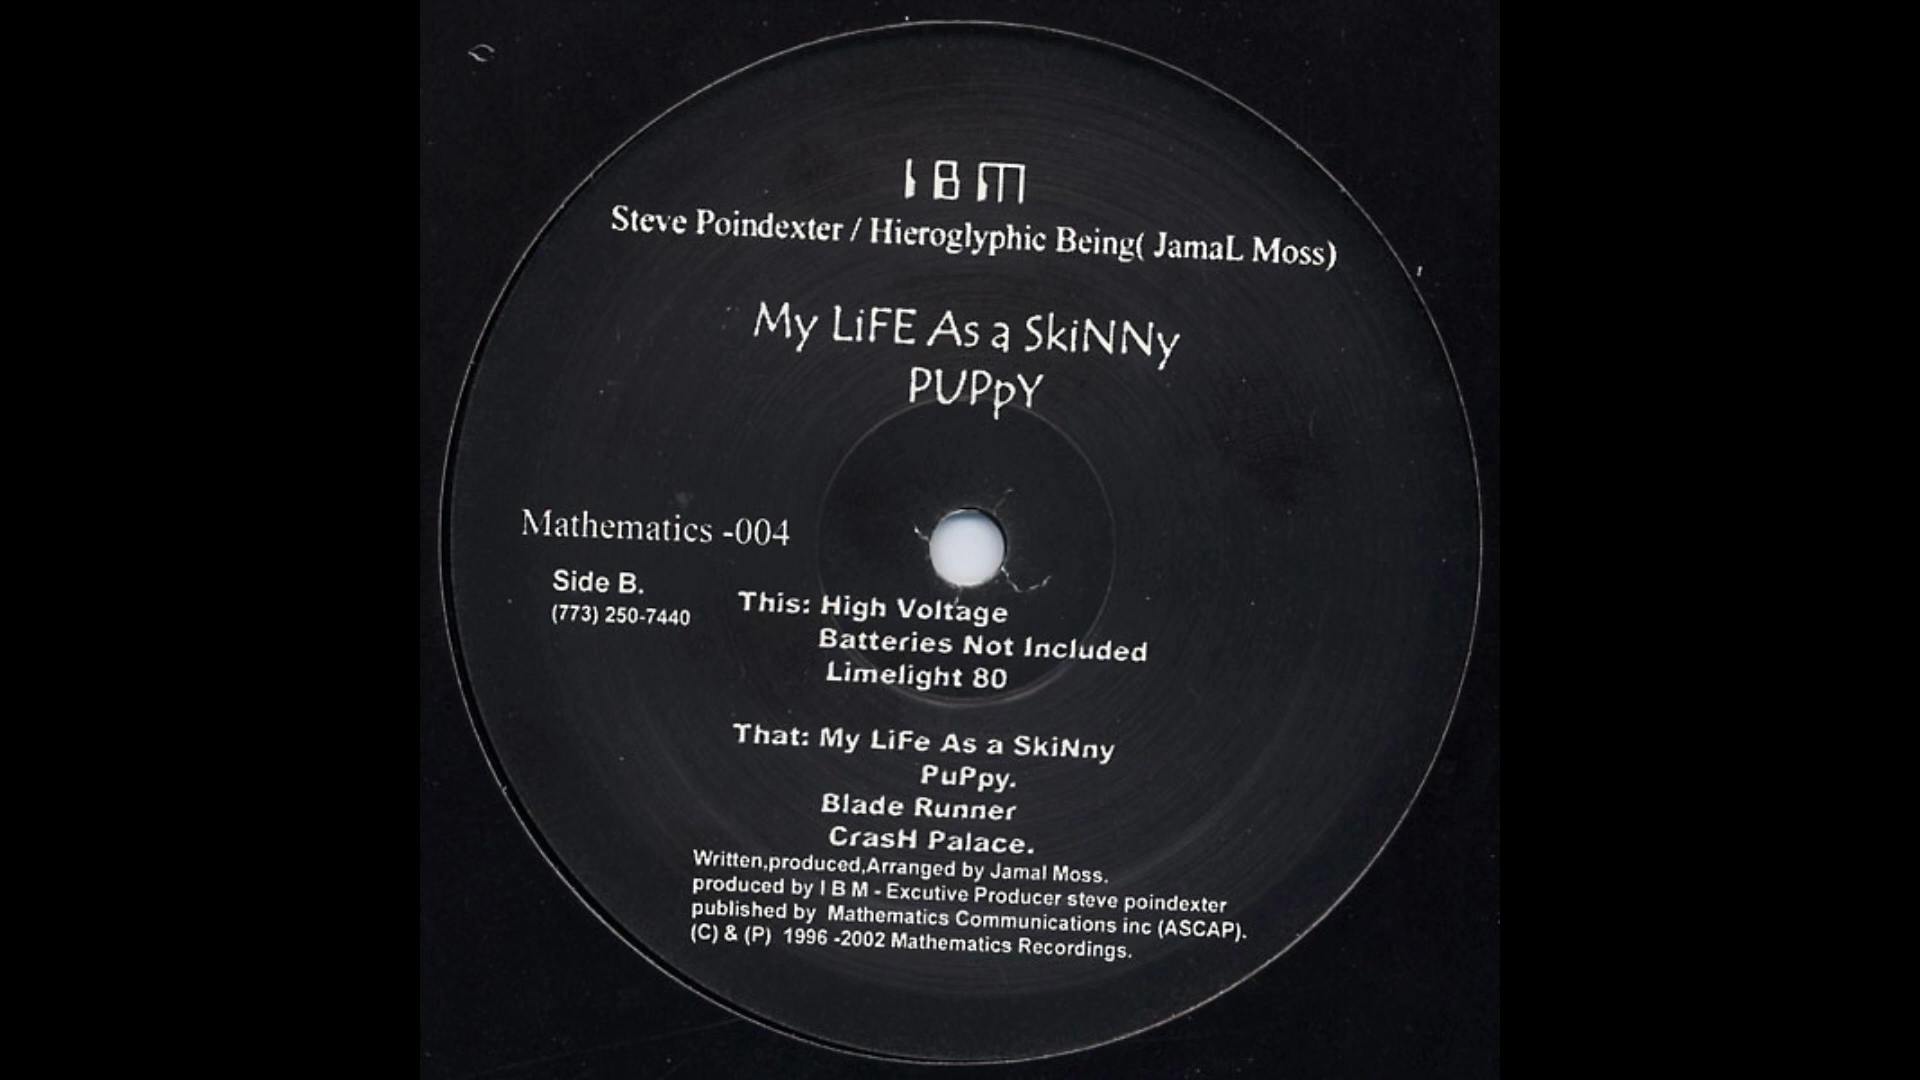 I B M
Steve Poindexter / Hieroglyphic Being( JamaL Moss)
My LiFE As a SkiNNy
PUPpY
Mathematics -004
Side B.
(773) 250-7440
This: High Voltage
Batteries Not Included
Limelight 80
That: My LiFe As a SkiNny
PuPpy.
Blade Runner
CrasH Palace.
Written,produced,Arranged by Jamal Moss.
produced by I B M - Excutive Producer steve poindexter
published by Mathematics Communications inc (ASCAP).
(C) & (P) 1996 -2002 Mathematics Recordings.